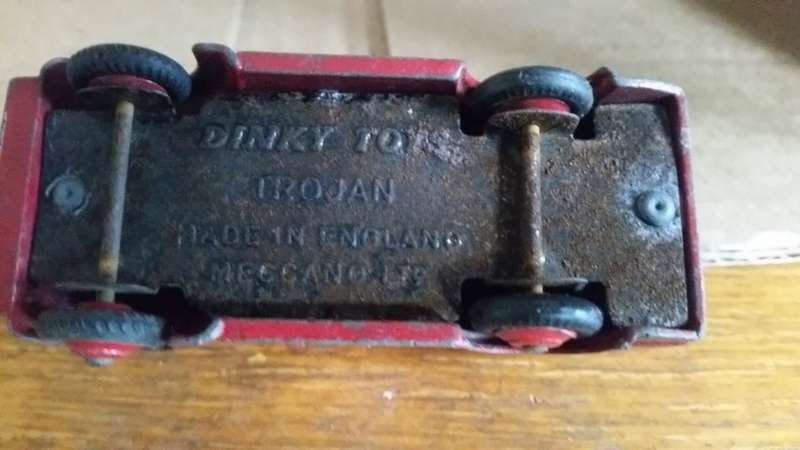 DINKY TOYS
TROJAN
MADE IN ENGLAND
MECCANO LTD